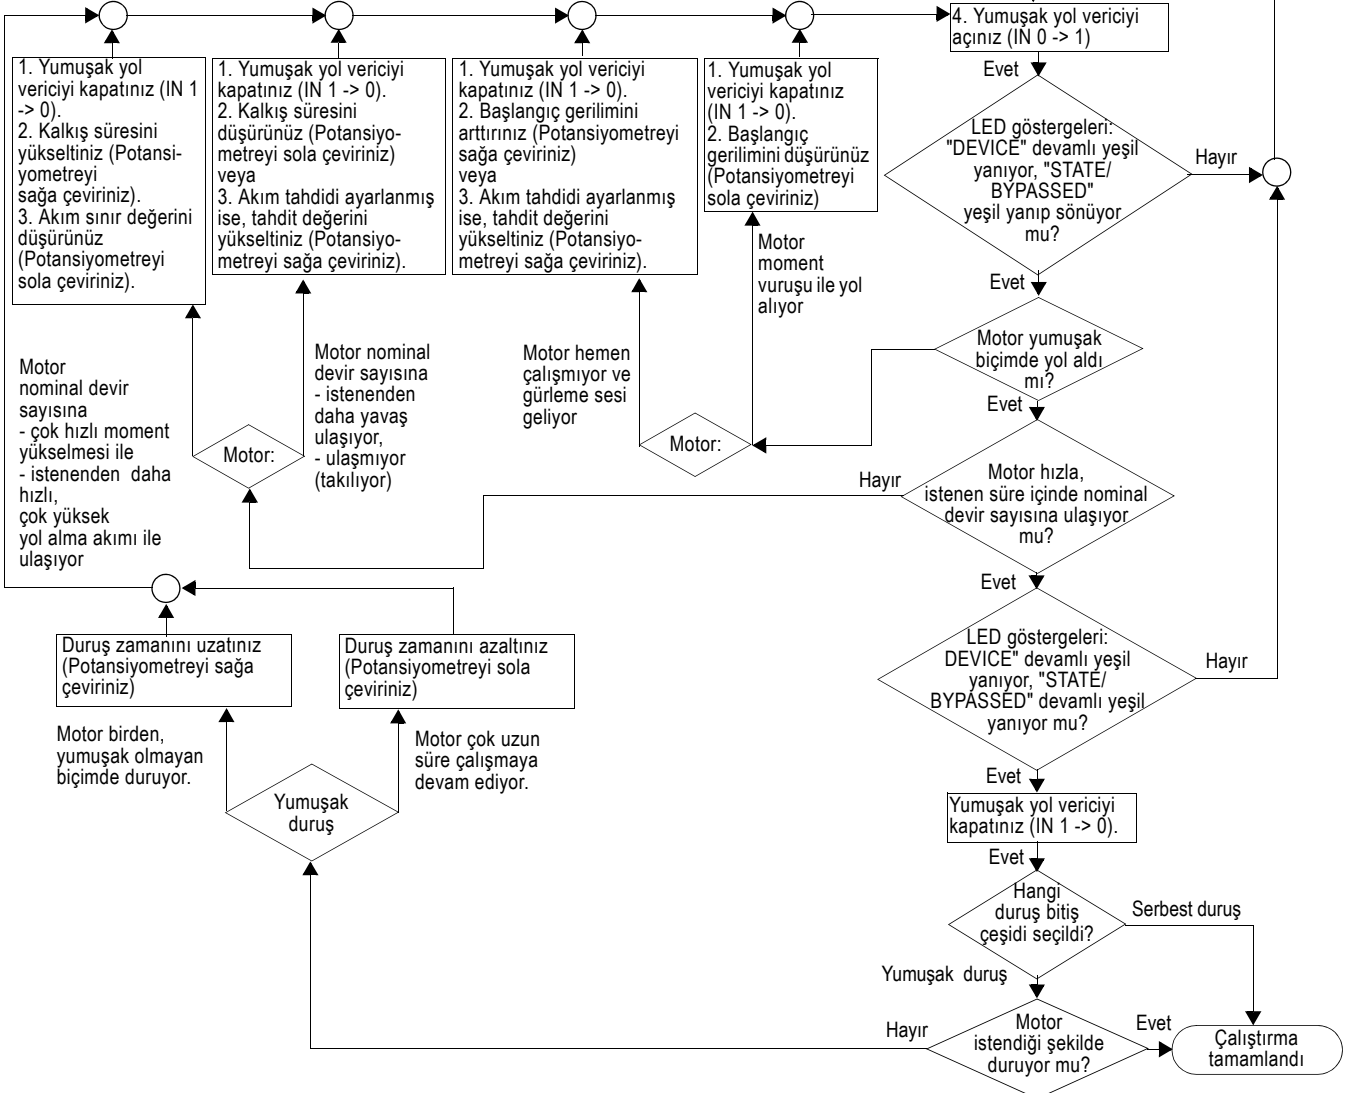 4. Yumuşak yol vericiyi
açınız (IN 0 -> 1)
Evet
1. Yumuşak yol
vericiyi kapatınız (IN 1
-> 0).
2. Kalkış süresini
yükseltiniz (Potansi-
yometreyi
sağa çeviriniz).
3. Akım sınır değerini
düşürünüz
(Potansiyometreyi
sola çeviriniz).
1. Yumuşak yol vericiyi
kapatınız (IN 1 -> 0).
2. Kalkış süresini
düşürünüz (Potansiyo-
metreyi sola çeviriniz)
veya
3. Akım tahdidi ayarlanmış
ise, tahdit değerini
yükseltiniz (Potansiyo-
metreyi sağa çeviriniz).
1. Yumuşak yol vericiyi
kapatınız (IN 1 -> 0).
2. Başlangıç gerilimini
arttırınız (Potansiyometreyi
sağa çeviriniz)
veya
3. Akım tahdidi ayarlanmış
ise, tahdit değerini
yükseltiniz (Potansiyo-
metreyi sağa çeviriniz).
1. Yumuşak yol
vericiyi kapatınız
(IN 1 -> 0).
2. Başlangıç
gerilimini düşürünüz
(Potansiyometreyi
sola çeviriniz)
LED göstergeleri:
"DEVICE" devamlı yeşil
yanıyor, "STATE/
BYPASSED"
yeşil yanıp sönüyor
mu?
Hayır
Evet
Motor
moment
vuruşu ile yol
alıyor
Motor yumuşak
biçimde yol aldı
mı?
Evet
Motor
nominal devir
sayısına
- çok hızlı moment
yükselmesi ile
- istenenden daha
hızlı,
çok yüksek
yol alma akımı ile
ulaşıyor
Motor:
Motor nominal
devir sayısına
- istenenden
daha yavaş
ulaşıyor,
- ulaşmıyor
(takılıyor)
Motor hemen
çalışmıyor ve
gürleme sesi
geliyor
Motor:
Hayır
Motor hızla,
istenen süre içinde nominal
devir sayısına ulaşıyor
mu?
Evet
LED göstergeleri:
DEVICE" devamlı yeşil
yanıyor, "STATE/
BYPASSED" devamlı yeşil
yanıyor mu?
Hayır
Evet
Duruş zamanını uzatınız
(Potansiyometreyi sağa
çeviriniz)
Duruş zamanını azaltınız
(Potansiyometreyi sola
çeviriniz)
Motor birden,
yumuşak olmayan
biçimde duruyor.
Motor çok uzun
süre çalışmaya
devam ediyor.
Yumuşak
duruş
Yumuşak yol vericiyi
kapatınız (IN 1 -> 0).
Evet
Hangi
duruş bitiş
çeşidi seçildi?
Serbest duruş
Yumuşak duruş
Hayır
Motor
istendiği şekilde
duruyor mu?
Evet
Çalıştırma
tamamlandı